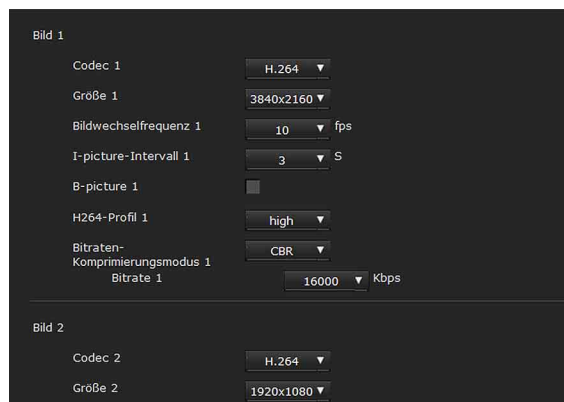 Bild 1
Codec 1 H.264
Größe 1 3840x2160
Bildwechselfrequenz 1 10 fps
I-picture-Intervall 1 3 S
B-picture 1
H264-Profil 1 high
Bitraten-
Komprimierungsmodus 1 CBR
Bitrate 1 16000 Kbps
Bild 2
Codec 2 H.264
Größe 2 1920x1080